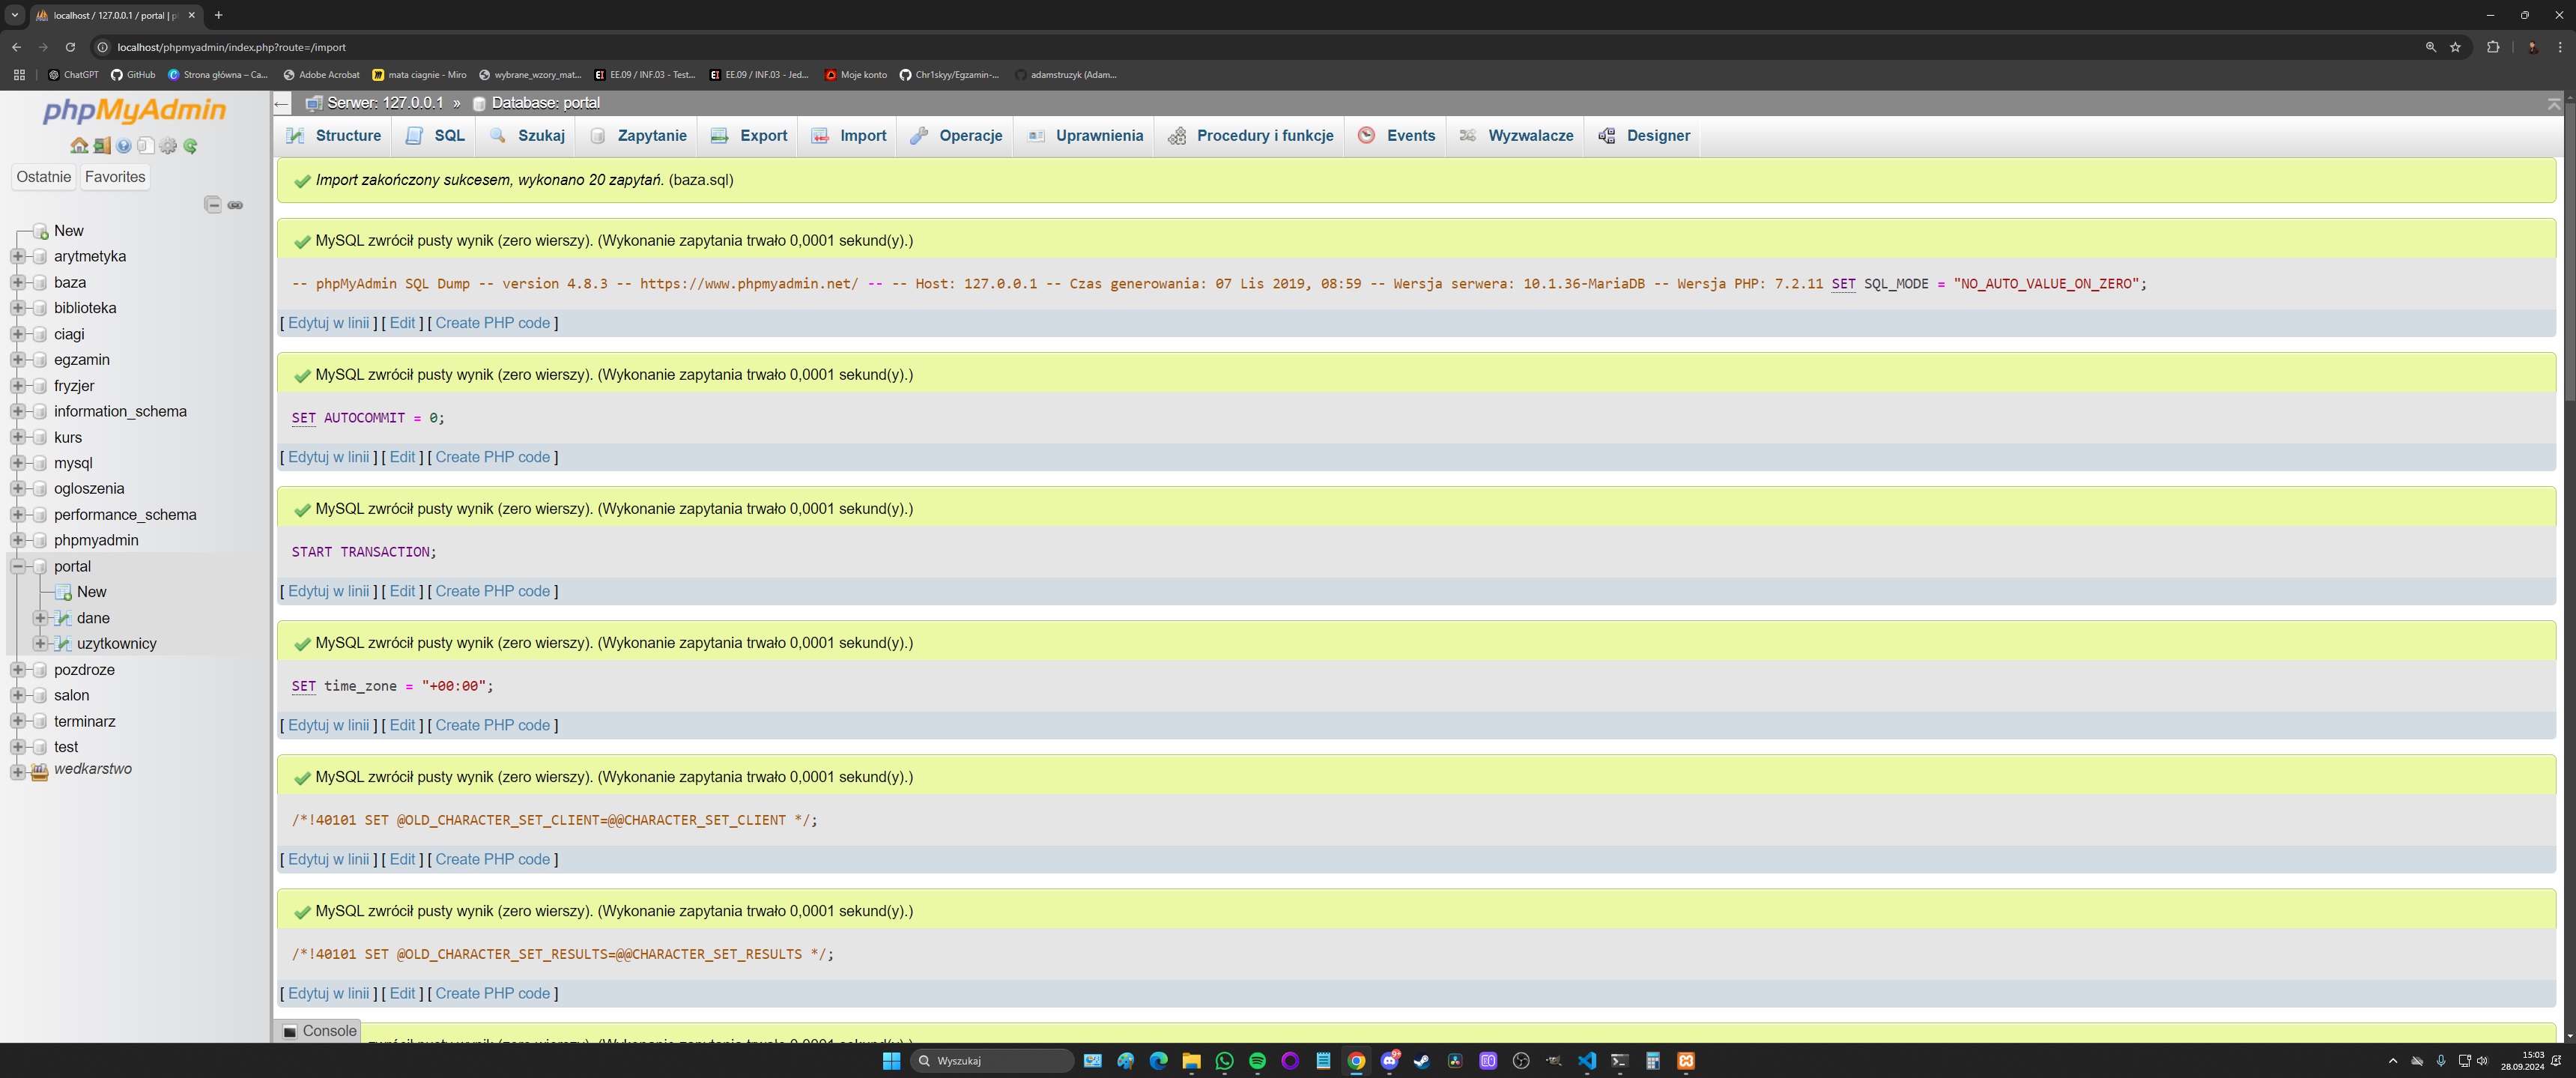 localhost / 127.0.0.1 / portal | p
localhost/phpmyadmin/index.php?route=/import
ChatGPT
GitHub
Strona główna – Ca...
Adobe Acrobat
mata ciagnie - Miro
wybrane_wzory_mat...
EE.09 / INF.03 - Test...
EE.09 / INF.03 - Jed...
Moje konto
Chr1skyy/Egzamin-...
adamstruzyk (Adam...
phpMyAdmin
Ostatnie
Favorites
New
arytmetyka
baza
biblioteka
ciagi
egzamin
fryzjer
information_schema
kurs
mysql
ogloszenia
performance_schema
phpmyadmin
portal
New
dane
uzytkownicy
pozdroze
salon
terminarz
test
wedkarstwo
Serwer: 127.0.0.1 » Database: portal
Structure SQL Szukaj Zapytanie Export Import Operacje Uprawnienia Procedury i funkcje Events Wyzwalacze Designer
Import zakończony sukcesem, wykonano 20 zapytań. (baza.sql)
MySQL zwrócił pusty wynik (zero wierszy). (Wykonanie zapytania trwało 0,0001 sekund(y).)
-- phpMyAdmin SQL Dump -- version 4.8.3 -- https://www.phpmyadmin.net/ -- -- Host: 127.0.0.1 -- Czas generowania: 07 Lis 2019, 08:59 -- Wersja serwera: 10.1.36-MariaDB -- Wersja PHP: 7.2.11 SET SQL_MODE = "NO_AUTO_VALUE_ON_ZERO";
[ Edytuj w linii ] [ Edit ] [ Create PHP code ]
MySQL zwrócił pusty wynik (zero wierszy). (Wykonanie zapytania trwało 0,0001 sekund(y).)
SET AUTOCOMMIT = 0;
[ Edytuj w linii ] [ Edit ] [ Create PHP code ]
MySQL zwrócił pusty wynik (zero wierszy). (Wykonanie zapytania trwało 0,0001 sekund(y).)
START TRANSACTION;
[ Edytuj w linii ] [ Edit ] [ Create PHP code ]
MySQL zwrócił pusty wynik (zero wierszy). (Wykonanie zapytania trwało 0,0001 sekund(y).)
SET time_zone = "+00:00";
[ Edytuj w linii ] [ Edit ] [ Create PHP code ]
MySQL zwrócił pusty wynik (zero wierszy). (Wykonanie zapytania trwało 0,0001 sekund(y).)
/*!40101 SET @OLD_CHARACTER_SET_CLIENT=@@CHARACTER_SET_CLIENT */;
[ Edytuj w linii ] [ Edit ] [ Create PHP code ]
MySQL zwrócił pusty wynik (zero wierszy). (Wykonanie zapytania trwało 0,0001 sekund(y).)
/*!40101 SET @OLD_CHARACTER_SET_RESULTS=@@CHARACTER_SET_RESULTS */;
[ Edytuj w linii ] [ Edit ] [ Create PHP code ]
Console
zwrócił pusty wynik (zero wierszy). (Wykonanie zapytania trwało 0,0001 sekund(y).)
Wyszukaj
15:03
28.09.2024